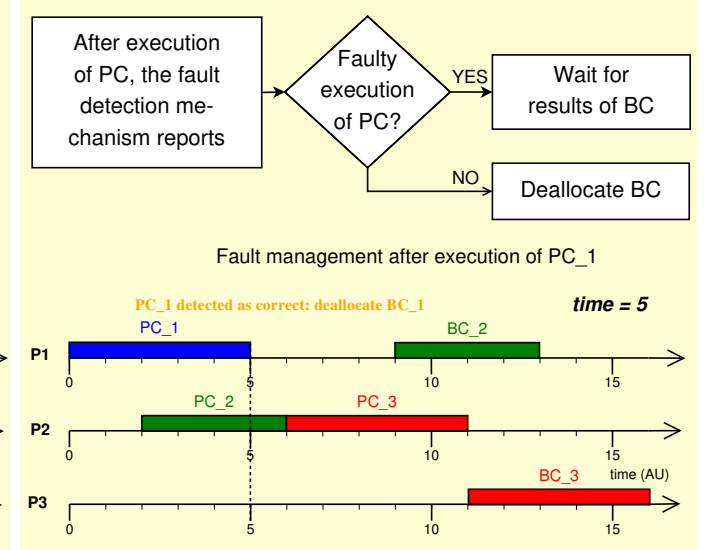 After execution
of PC, the fault
detection me-
chanism reports
Faulty
execution
of PC?
YES
Wait for
results of BC
NO
Deallocate BC
Fault management after execution of PC_1
PC_1 detected as correct: deallocate BC_1
time = 5
PC_1
BC_2
P1
0
5
10
15
PC_2
PC_3
P2
0
5
10
15
BC_3
time (AU)
P3
0
5
10
15